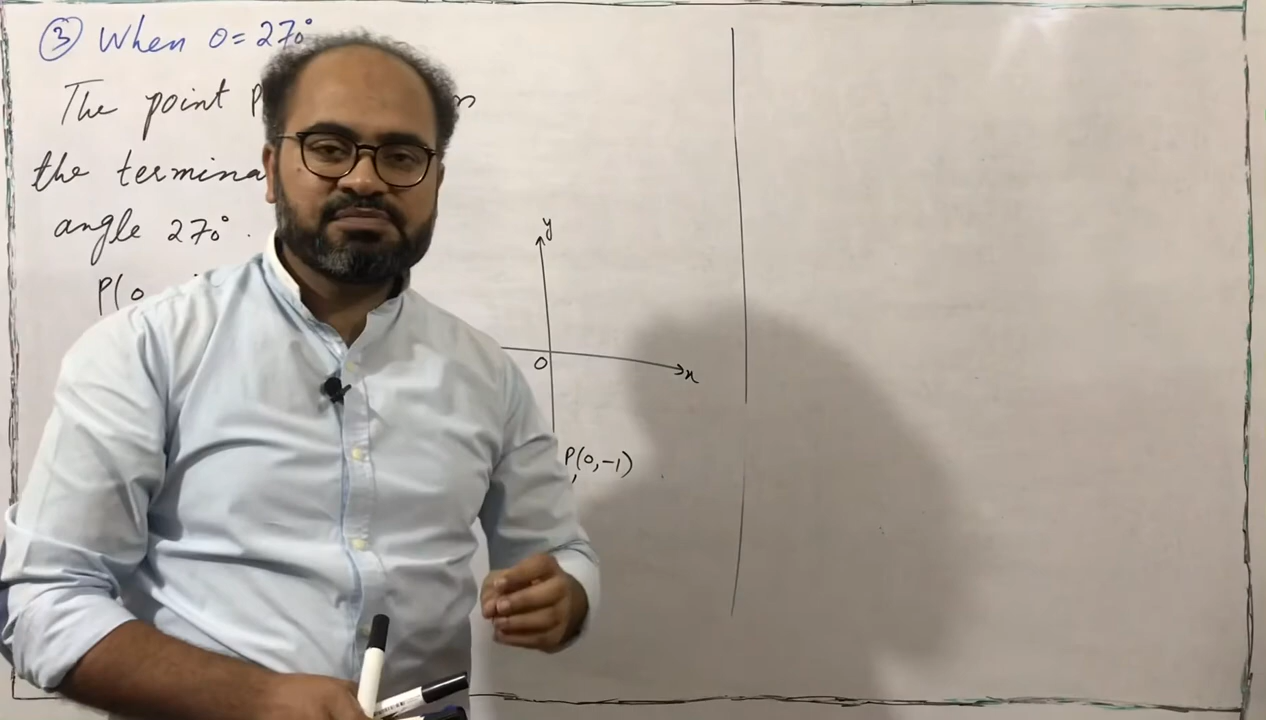 ③ When θ = 270°
The point P
the termina
angle 270°.
P(0
y
0
x
P(0,-1)